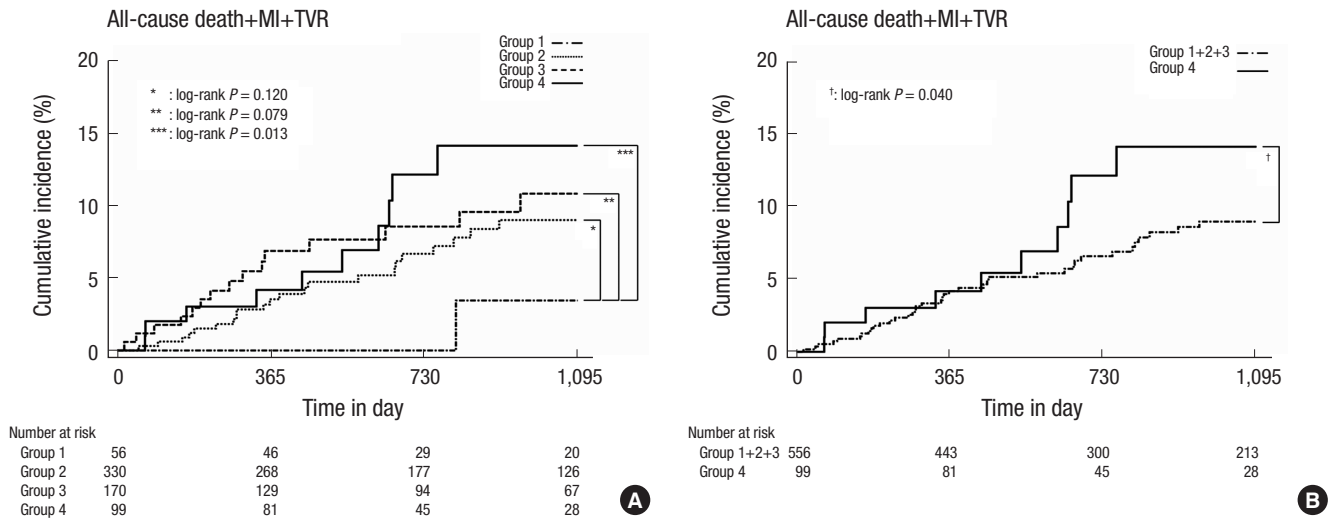 All-cause death+MI+TVR
Cumulative incidence (%)
20
15
10
5
0
* : log-rank P = 0.120
** : log-rank P = 0.079
*** : log-rank P = 0.013
Group 1
Group 2
Group 3
Group 4
***
**
*
0 365 730 1,095
Time in day
Number at risk
Group 1 56 46 29 20
Group 2 330 268 177 126
Group 3 170 129 94 67
Group 4 99 81 45 28
A
All-cause death+MI+TVR
Cumulative incidence (%)
20
15
10
5
0
†: log-rank P = 0.040
Group 1+2+3
Group 4
†
0 365 730 1,095
Time in day
Number at risk
Group 1+2+3 556 443 300 213
Group 4 99 81 45 28
B